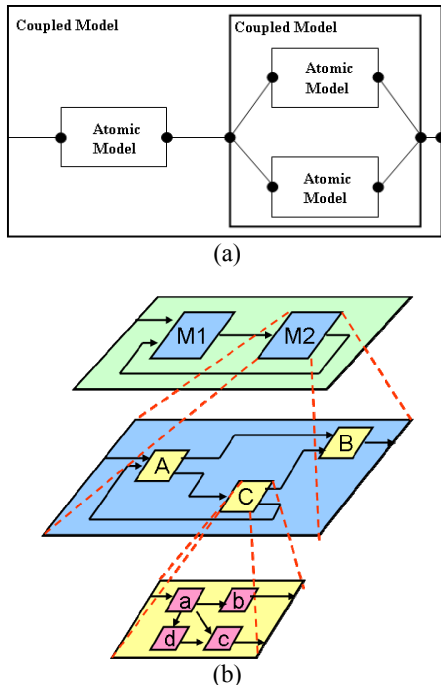 Coupled Model
Coupled Model
Atomic
Model
Atomic
Model
Atomic
Model
(a)
M1
M2
A
B
C
a
b
d
c
(b)